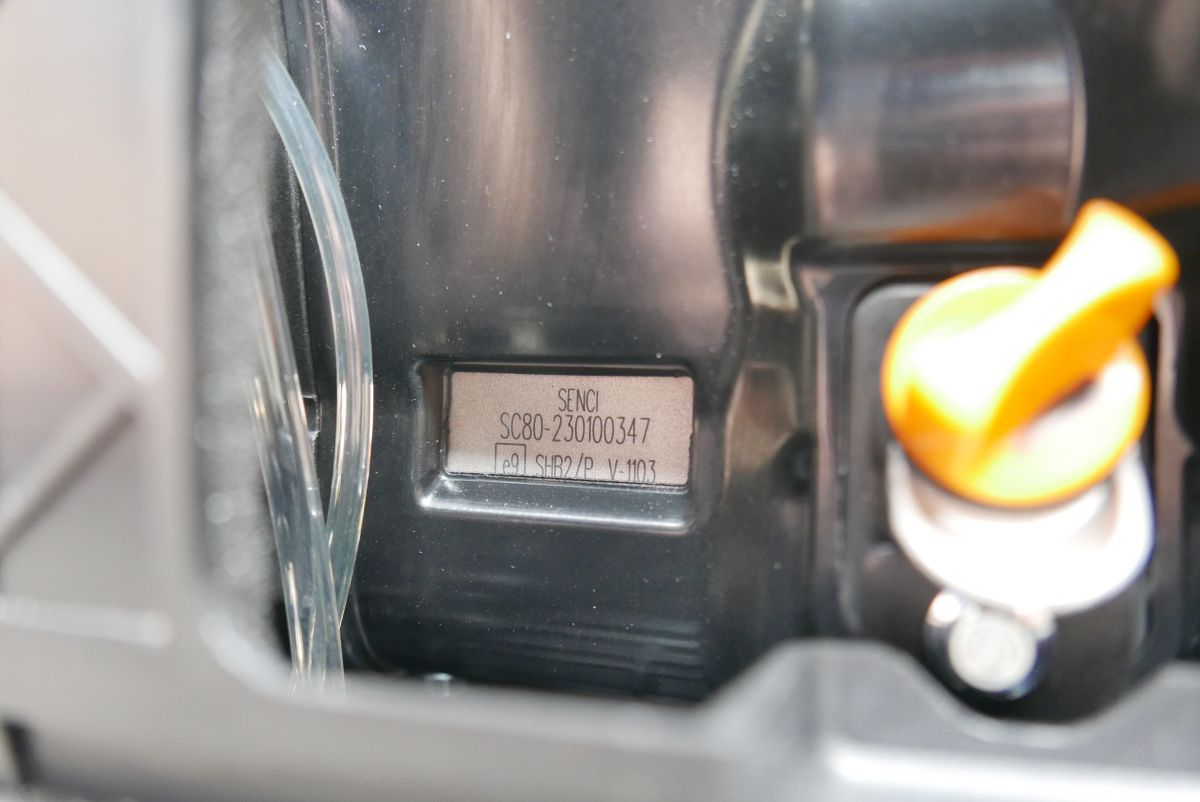 SENCI
SC80-230100347
e9 SHB2/P V-1103